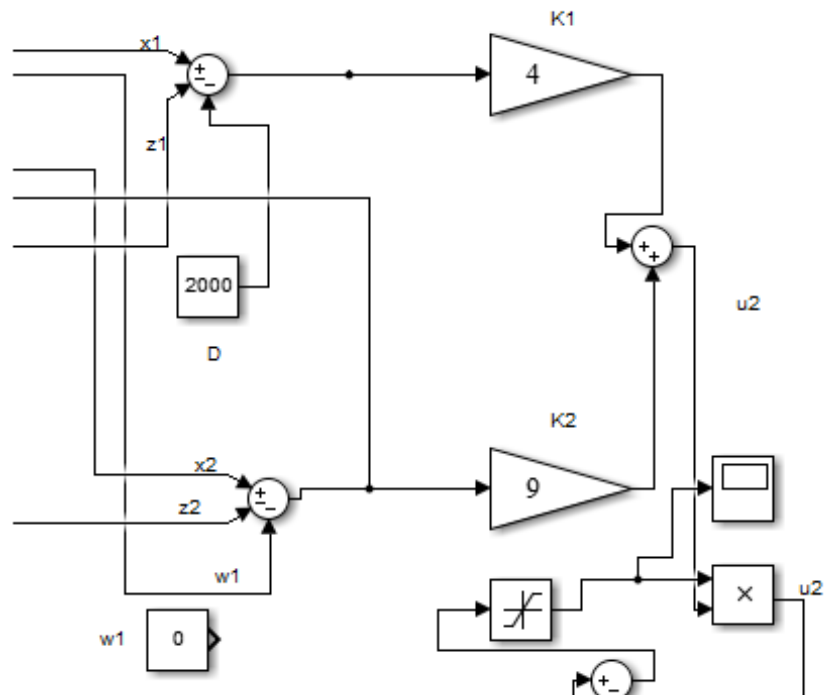 K1
x1
+
−
−
4
z1
+
+
2000
u2
D
K2
x2
+
−
−
9
z2
w1
×
u2
w1
0
+
−